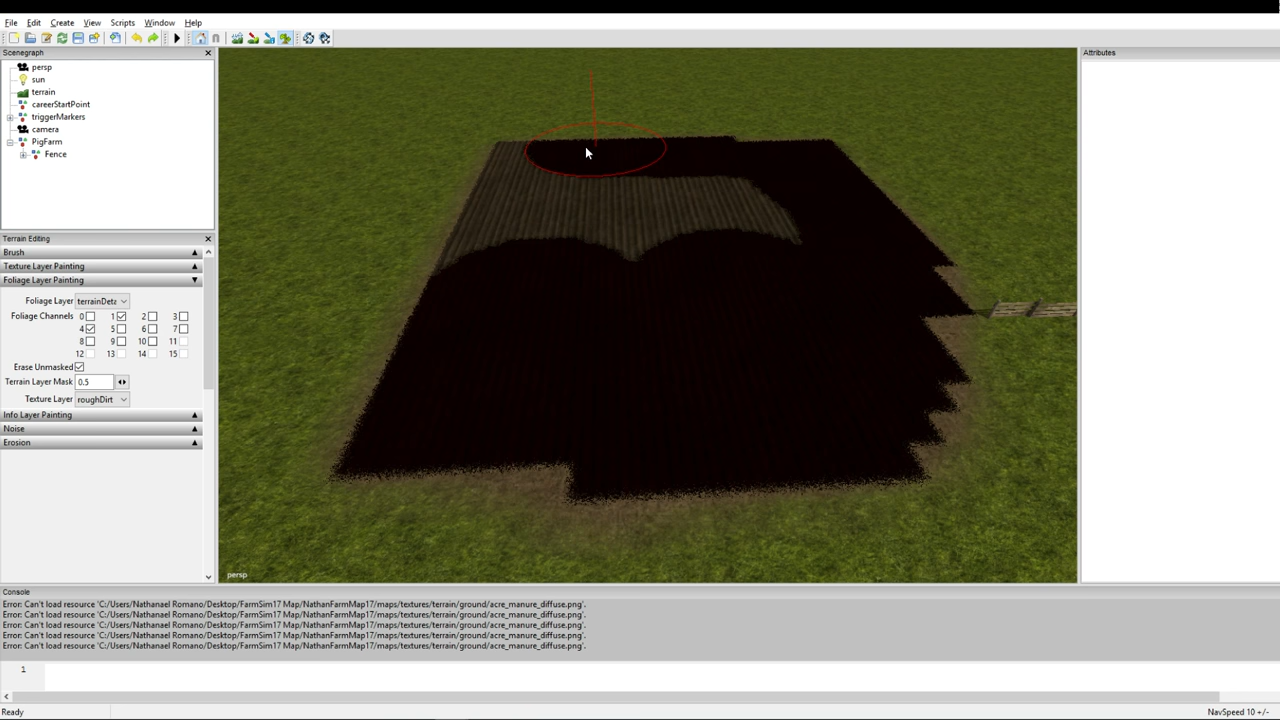 File Edit Create View Scripts Window Help
Scenegraph
persp
sun
terrain
careerStartPoint
triggerMarkers
camera
PigFarm
Fence
Terrain Editing
Brush
Texture Layer Painting
Foliage Layer Painting
Foliage Layer terrainDeta
Foliage Channels 0 1 2 3
4 5 6 7
8 9 10 11
12 13 14 15
Erase Unmasked
Terrain Layer Mask 0.5
Texture Layer roughDirt
Info Layer Painting
Noise
Erosion
persp
Attributes
Console
Error: Can't load resource 'C:/Users/Nathanael Romano/Desktop/FarmSim17 Map/NathanFarmMap17/maps/textures/terrain/ground/acre_manure_diffuse.png'.
Error: Can't load resource 'C:/Users/Nathanael Romano/Desktop/FarmSim17 Map/NathanFarmMap17/maps/textures/terrain/ground/acre_manure_diffuse.png'.
Error: Can't load resource 'C:/Users/Nathanael Romano/Desktop/FarmSim17 Map/NathanFarmMap17/maps/textures/terrain/ground/acre_manure_diffuse.png'.
Error: Can't load resource 'C:/Users/Nathanael Romano/Desktop/FarmSim17 Map/NathanFarmMap17/maps/textures/terrain/ground/acre_manure_diffuse.png'.
Error: Can't load resource 'C:/Users/Nathanael Romano/Desktop/FarmSim17 Map/NathanFarmMap17/maps/textures/terrain/ground/acre_manure_diffuse.png'.
1
Ready NavSpeed 10 +/-